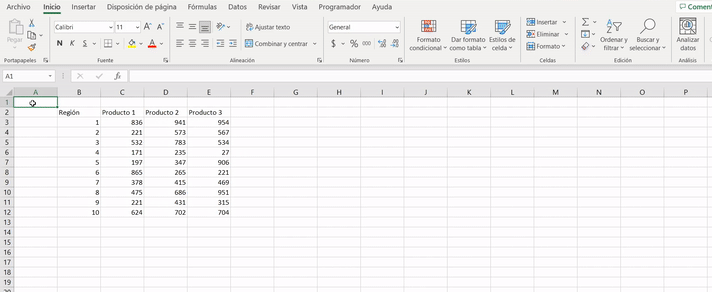 Archivo Inicio Insertar Disposición de página Fórmulas Datos Revisar Vista Programador Ayuda Coment
Pegar Calibri 11 A A Ajustar texto General Formato condicional Dar formato como tabla Estilos de celda Insertar Ordenar y filtrar Buscar y seleccionar Analizar datos
N K S A Combinar y centrar $ % 000 Eliminar
Formato
Portapapeles Fuente Alineación Número Estilos Celdas Edición Análisis
A1 fx
A B C D E F G H I J K L M N O P
1
2 Región Producto 1 Producto 2 Producto 3
3 1 836 941 954
4 2 221 573 567
5 3 532 783 534
6 4 171 235 27
7 5 197 347 906
8 6 865 265 221
9 7 378 415 469
10 8 475 686 951
11 9 221 431 315
12 10 624 702 704
13
14
15
16
17
18
19
20